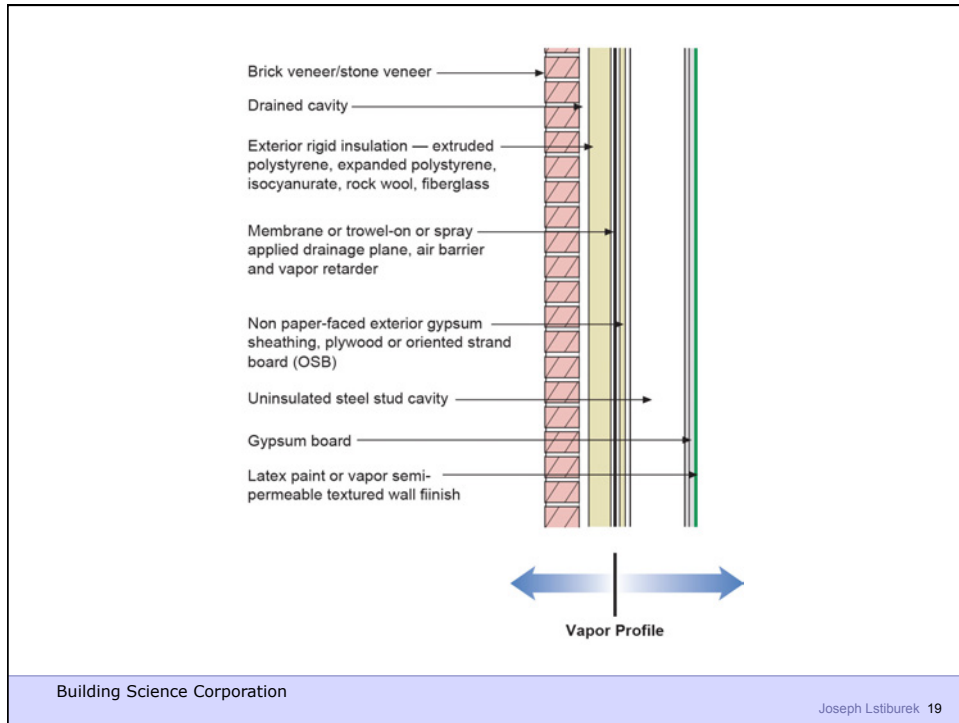 Brick veneer/stone veneer
Drained cavity
Exterior rigid insulation — extruded
polystyrene, expanded polystyrene,
isocyanurate, rock wool, fiberglass
Membrane or trowel-on or spray
applied drainage plane, air barrier
and vapor retarder
Non paper-faced exterior gypsum
sheathing, plywood or oriented strand
board (OSB)
Uninsulated steel stud cavity
Gypsum board
Latex paint or vapor semi-
permeable textured wall fiinish
Vapor Profile
Building Science Corporation
Joseph Lstiburek 19